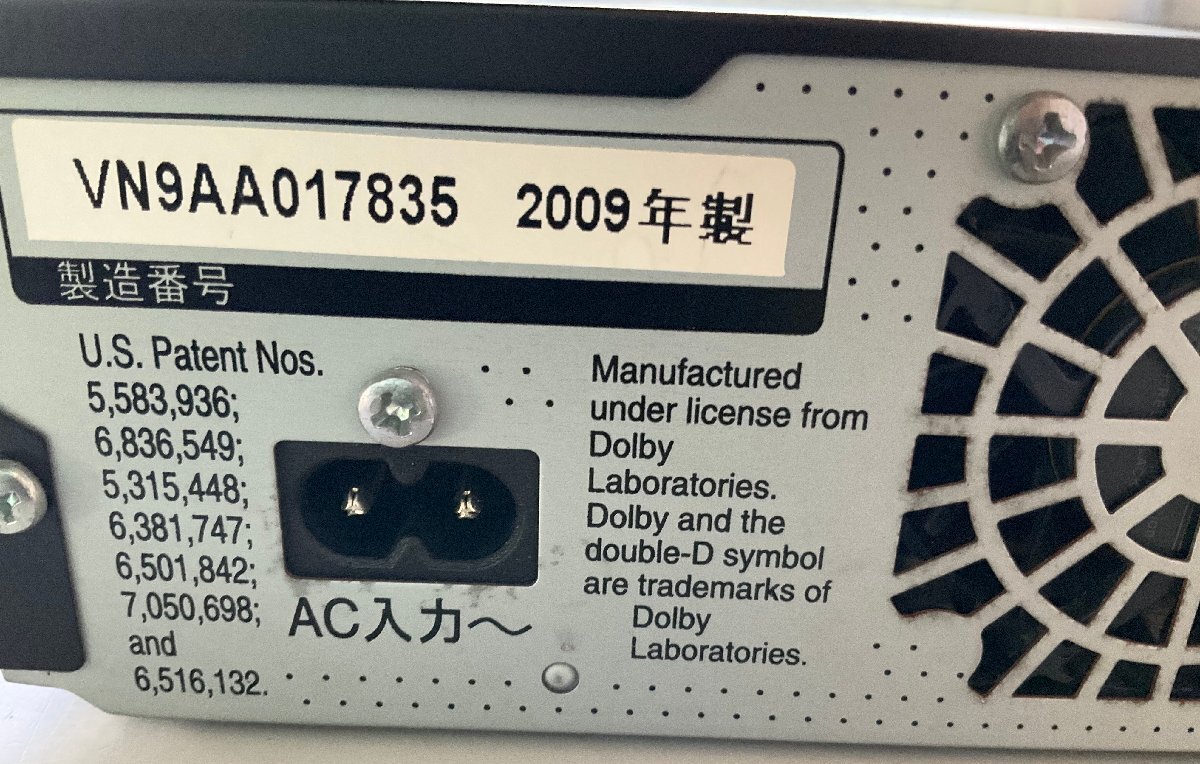 VN9AA017835 2009年製
製造番号
U.S. Patent Nos.
5,583,936;
6,836,549;
5,315,448;
6,381,747;
6,501,842;
7,050,698;
and
6,516,132.
AC入力～
Manufactured
under license from
Dolby
Laboratories.
Dolby and the
double-D symbol
are trademarks of
Dolby
Laboratories.